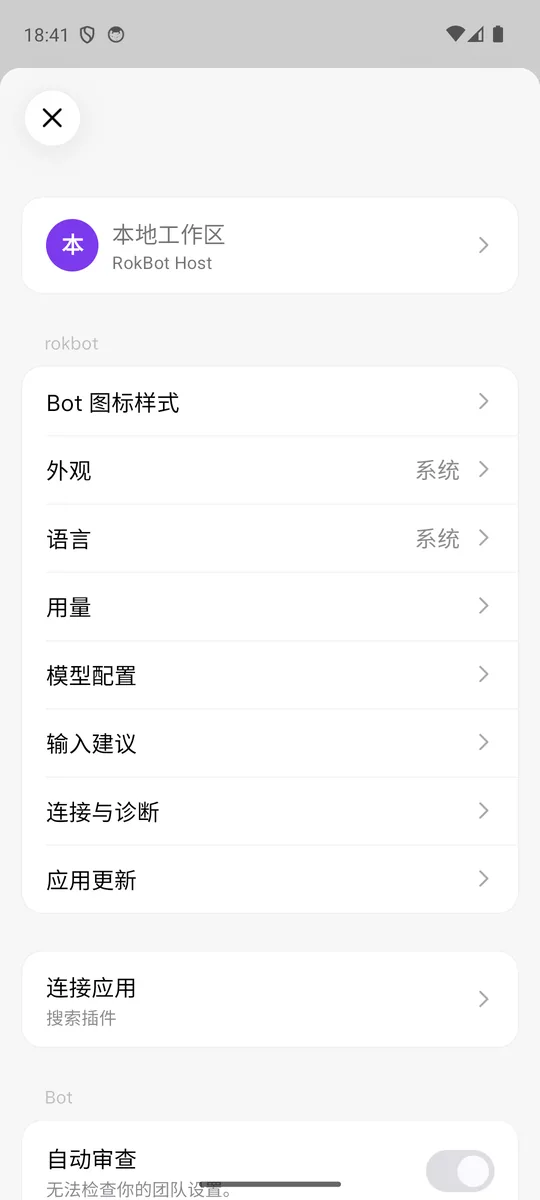 18:41
本
本地工作区
RokBot Host
rokbot
Bot 图标样式
外观 系统
语言 系统
用量
模型配置
输入建议
连接与诊断
应用更新
连接应用
搜索插件
Bot
自动审查
无法检查你的团队设置。